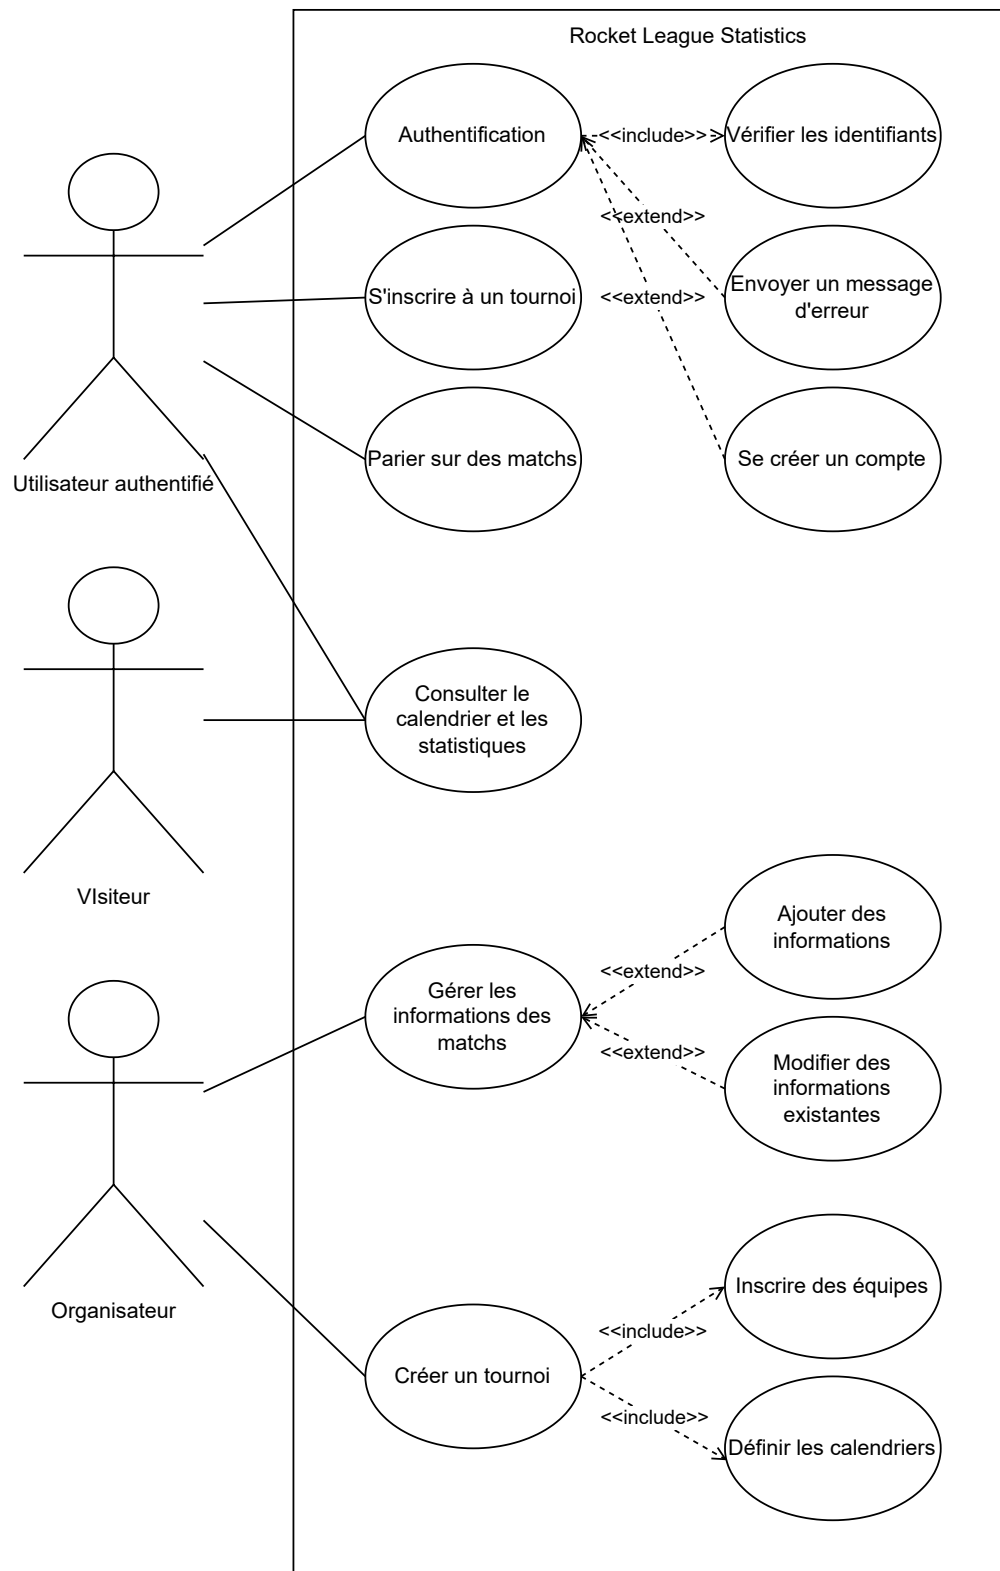 Rocket League Statistics
Authentification
<<include>>
Vérifier les identifiants
<<extend>>
S'inscrire à un tournoi
<<extend>>
Envoyer un message
d'erreur
Parier sur des matchs
Se créer un compte
Utilisateur authentifié
Consulter le
calendrier et les
statistiques
VIsiteur
Ajouter des
informations
<<extend>>
Gérer les
informations des
matchs
<<extend>>
Modifier des
informations
existantes
Organisateur
Inscrire des équipes
<<include>>
Créer un tournoi
<<include>>
Définir les calendriers